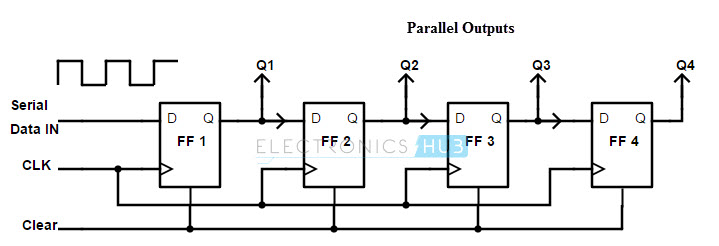 Parallel Outputs
Q1 Q2 Q3 Q4
Serial
Data IN
D Q D Q D Q D Q
FF 1 FF 2 FF 3 FF 4
ELECTRONICS HUB
CLK
Clear